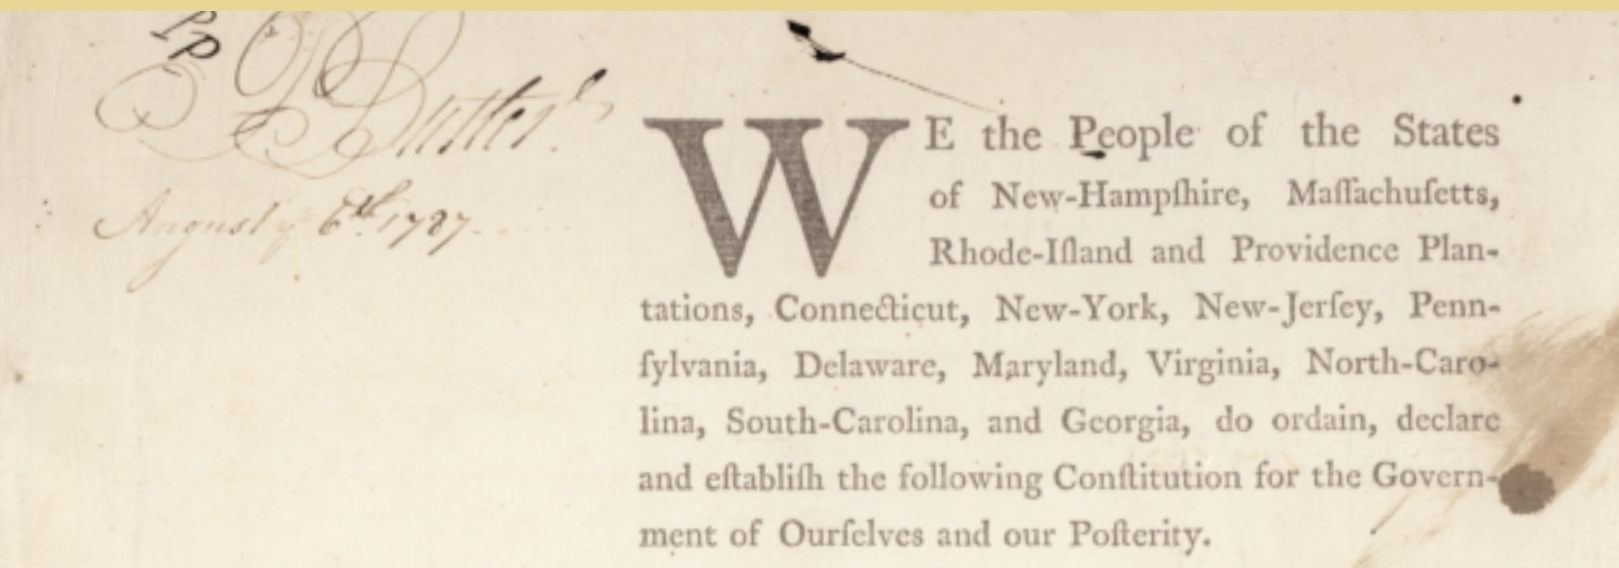 PP
P Butler
August 6th. 1787
WE the People of the States
of New-Hampſhire, Maſſachuſetts,
Rhode-Iſland and Providence Plan-
tations, Connecticut, New-York, New-Jerſey, Penn-
ſylvania, Delaware, Maryland, Virginia, North-Caro-
lina, South-Carolina, and Georgia, do ordain, declare
and eſtabliſh the following Conſtitution for the Govern-
ment of Ourſelves and our Poſterity.